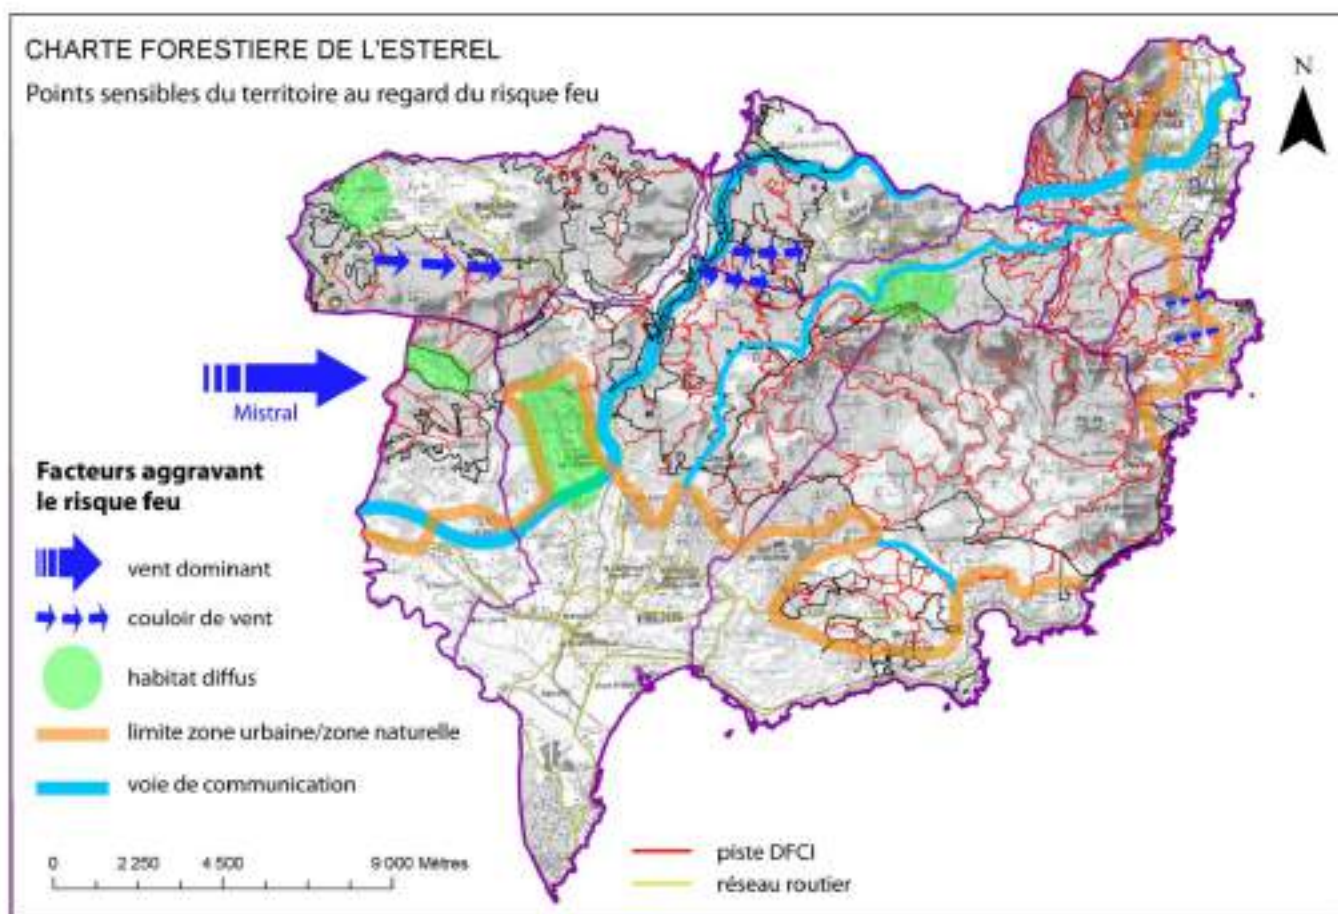 CHARTE FORESTIERE DE L'ESTEREL
Points sensibles du territoire au regard du risque feu
N
Mistral
Facteurs aggravant
le risque feu
vent dominant
couloir de vent
habitat diffus
limite zone urbaine/zone naturelle
voie de communication
0 2 250 4 500 9 000 Mètres
piste DFCI
réseau routier